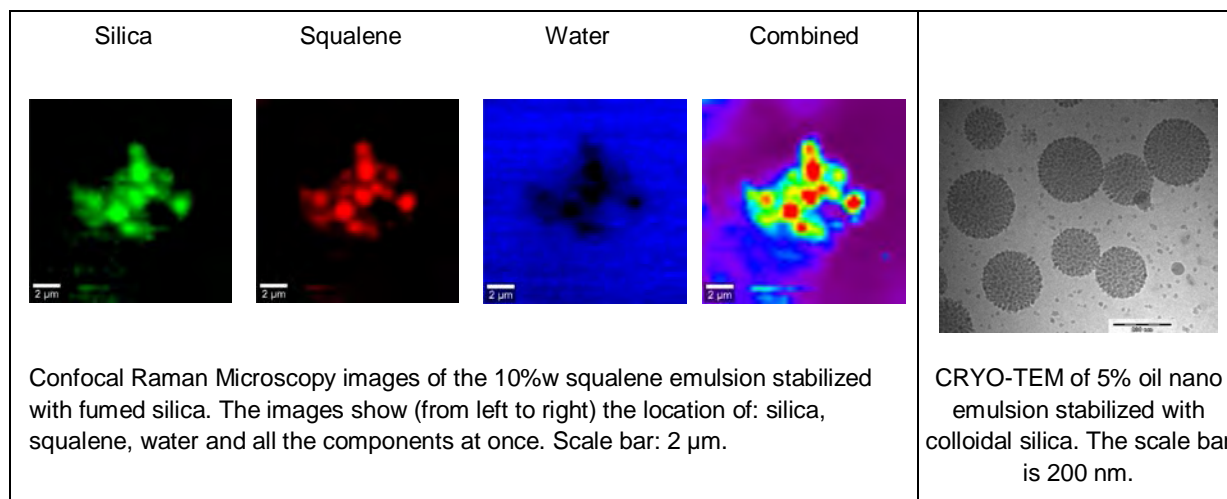 Silica
Squalene
Water
Combined
2 µm
2 µm
2 µm
2 µm
Confocal Raman Microscopy images of the 10%w squalene emulsion stabilized
with fumed silica. The images show (from left to right) the location of: silica,
squalene, water and all the components at once. Scale bar: 2 µm.
CRYO-TEM of 5% oil nano
emulsion stabilized with
colloidal silica. The scale bar
is 200 nm.